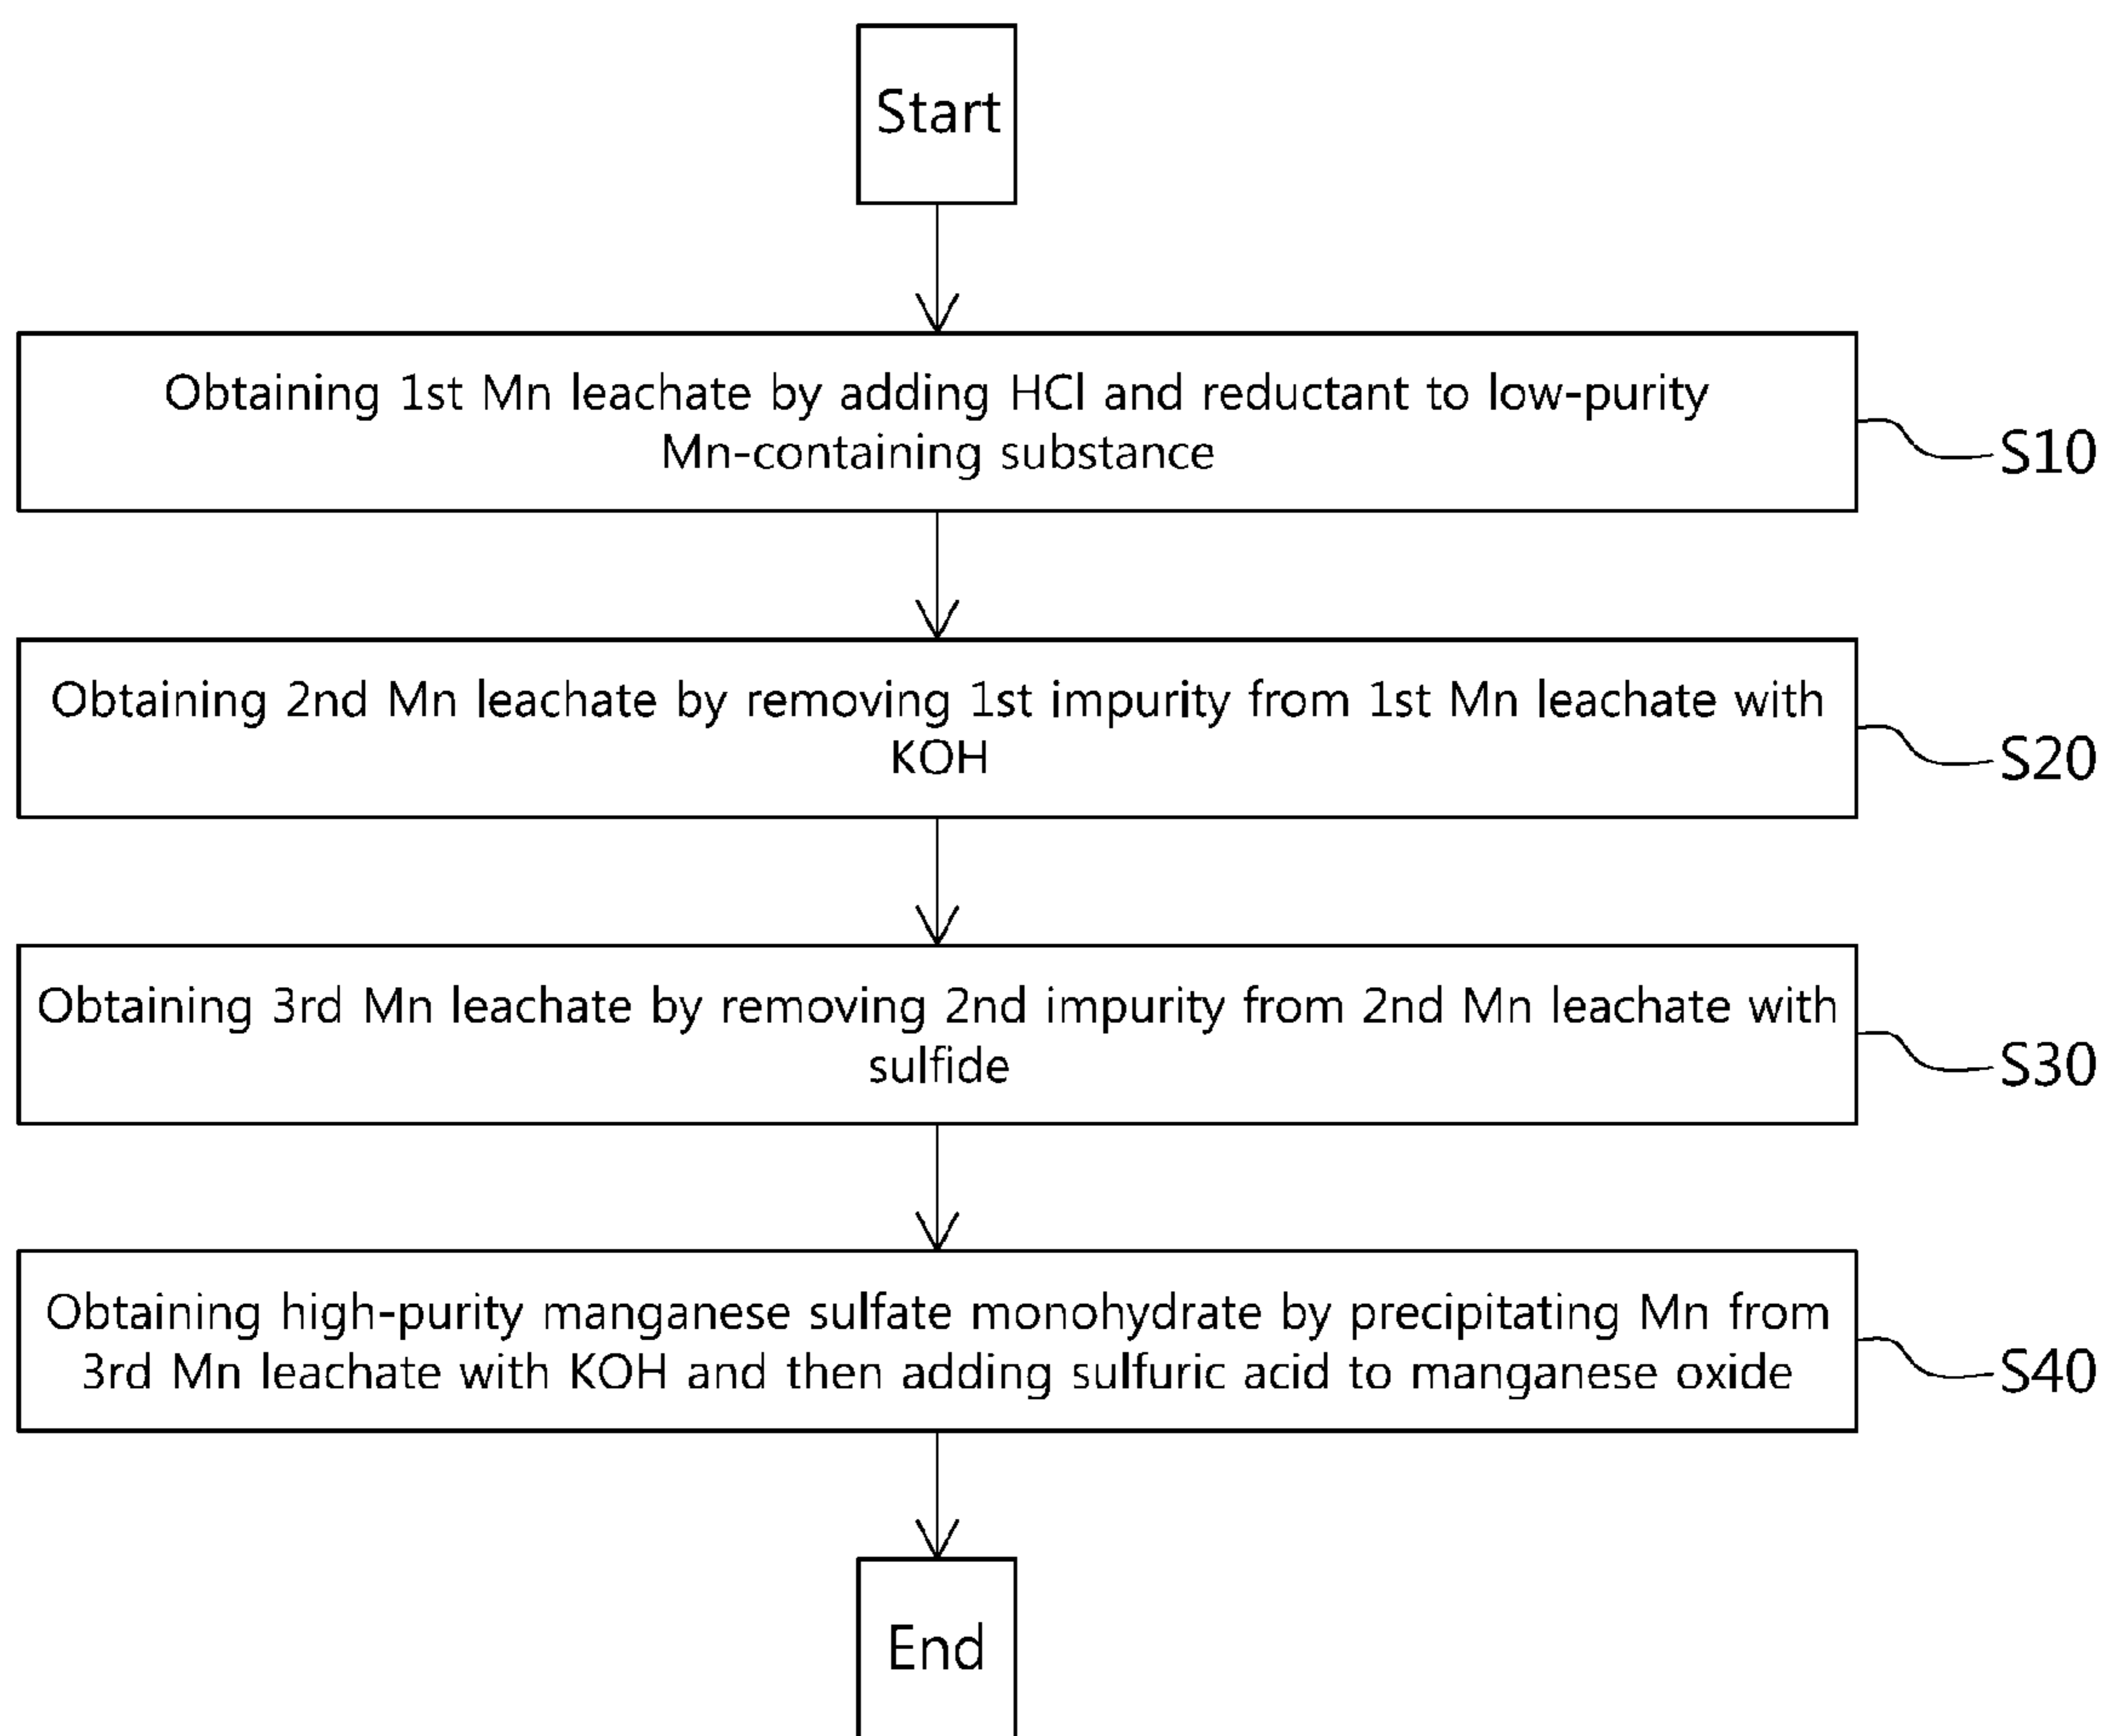 Start
Obtaining 1st Mn leachate by adding HCl and reductant to low-purity
Mn-containing substance
S10
Obtaining 2nd Mn leachate by removing 1st impurity from 1st Mn leachate with
KOH
S20
Obtaining 3rd Mn leachate by removing 2nd impurity from 2nd Mn leachate with
sulfide
S30
Obtaining high-purity manganese sulfate monohydrate by precipitating Mn from
3rd Mn leachate with KOH and then adding sulfuric acid to manganese oxide
S40
End